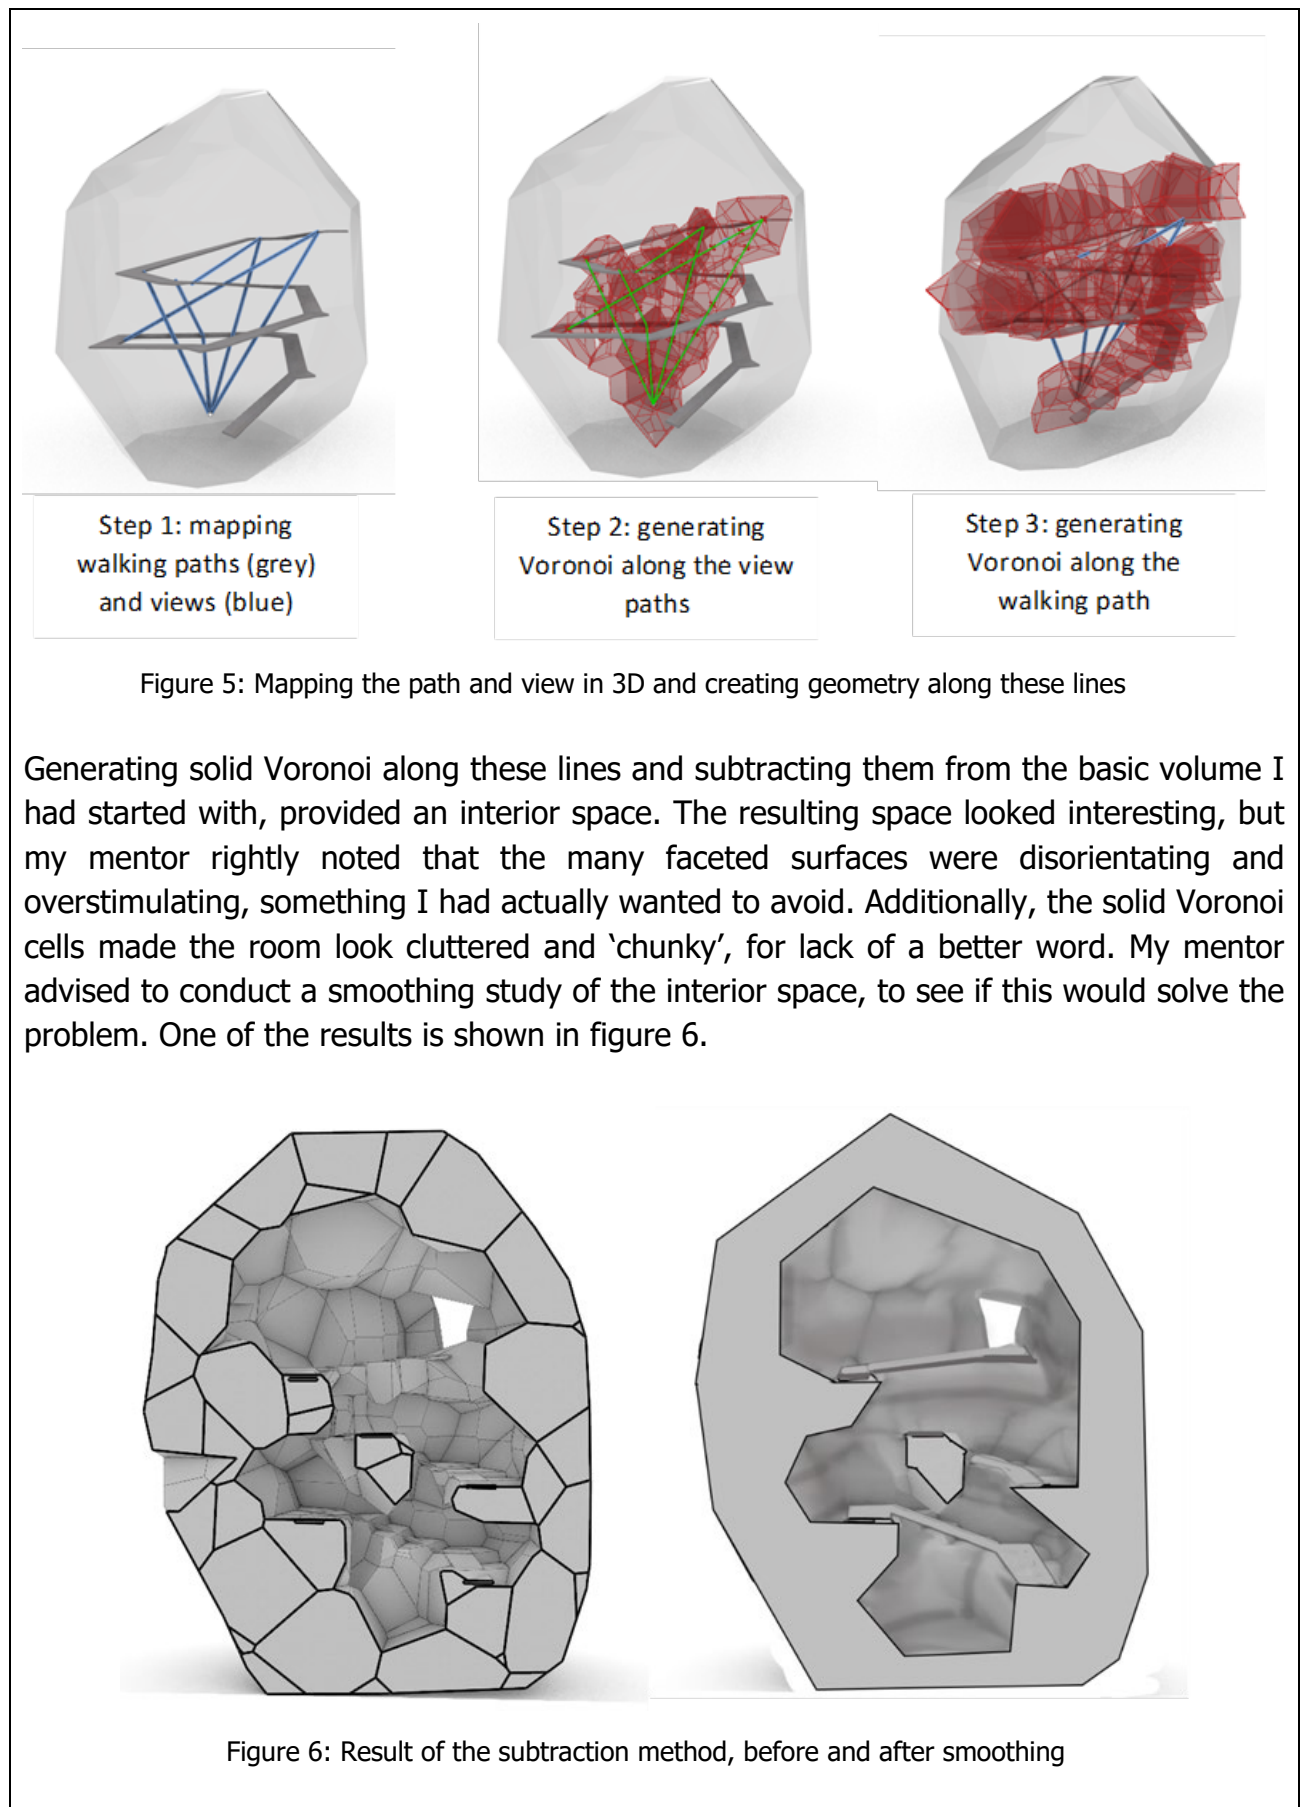 Step 1: mapping
walking paths (grey)
and views (blue)
Step 2: generating
Voronoi along the view
paths
Step 3: generating
Voronoi along the
walking path
Figure 5: Mapping the path and view in 3D and creating geometry along these lines
Generating solid Voronoi along these lines and subtracting them from the basic volume I
had started with, provided an interior space. The resulting space looked interesting, but
my mentor rightly noted that the many faceted surfaces were disorientating and
overstimulating, something I had actually wanted to avoid. Additionally, the solid Voronoi
cells made the room look cluttered and ‘chunky’, for lack of a better word. My mentor
advised to conduct a smoothing study of the interior space, to see if this would solve the
problem. One of the results is shown in figure 6.
Figure 6: Result of the subtraction method, before and after smoothing